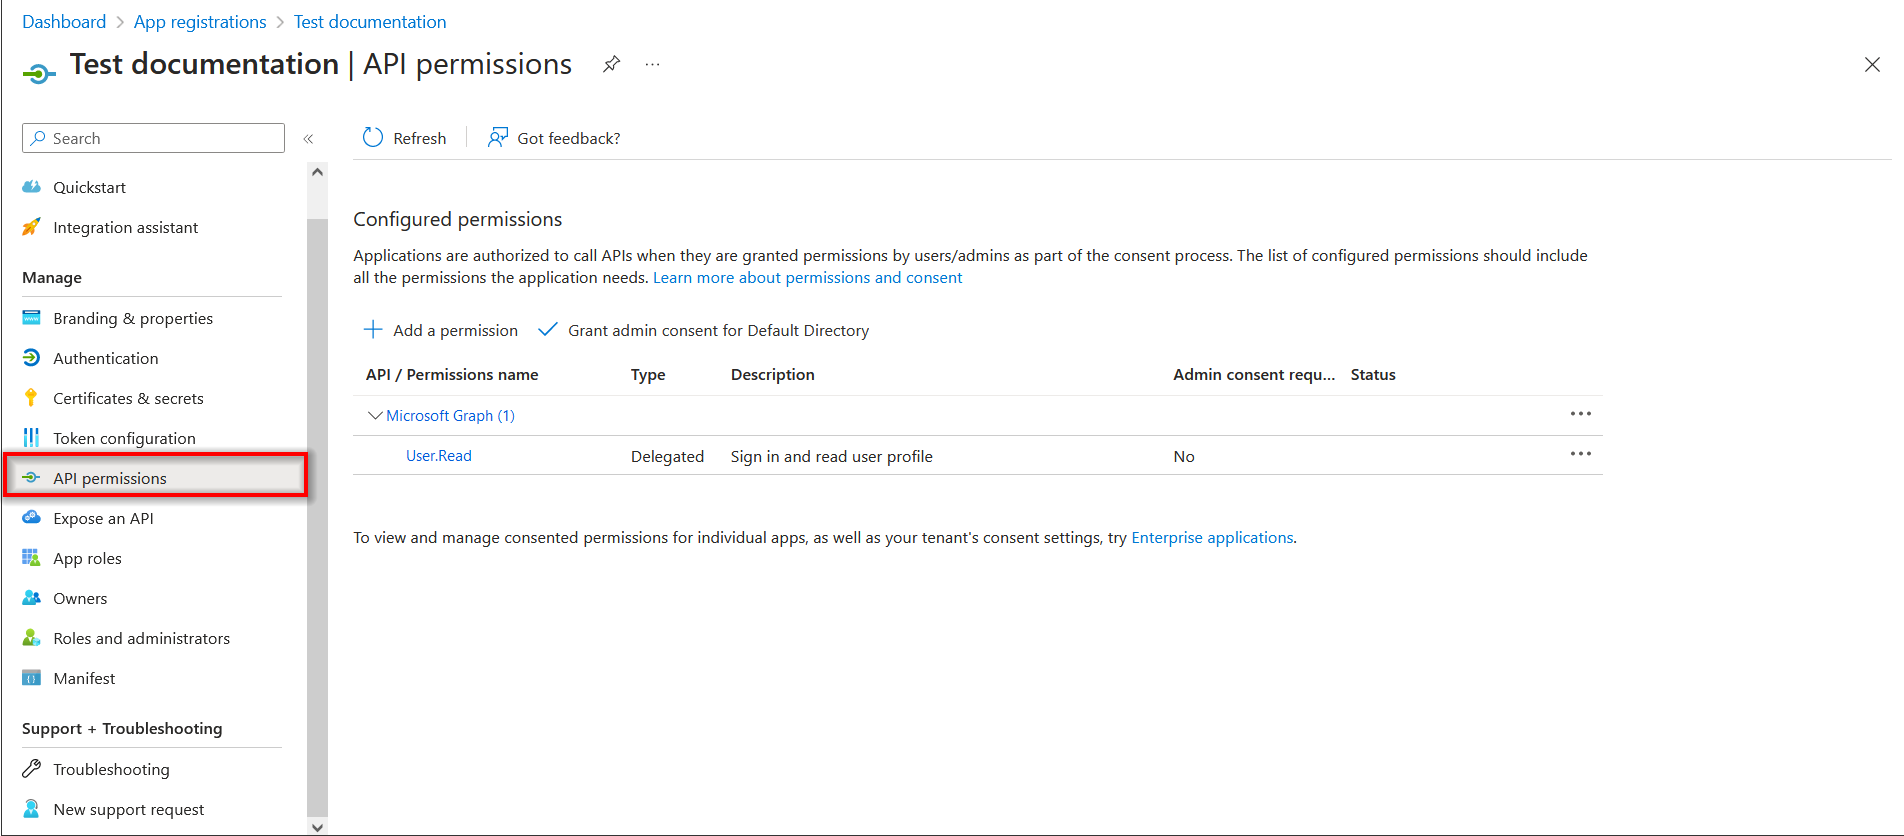 Dashboard > App registrations > Test documentation
Test documentation | API permissions
Search
Refresh
Got feedback?
Quickstart
Integration assistant
Manage
Branding & properties
Authentication
Certificates & secrets
Token configuration
API permissions
Expose an API
App roles
Owners
Roles and administrators
Manifest
Support + Troubleshooting
Troubleshooting
New support request
Configured permissions
Applications are authorized to call APIs when they are granted permissions by users/admins as part of the consent process. The list of configured permissions should include
all the permissions the application needs. Learn more about permissions and consent
Add a permission
Grant admin consent for Default Directory
API / Permissions name Type Description Admin consent requ... Status
Microsoft Graph (1)
User.Read Delegated Sign in and read user profile No
To view and manage consented permissions for individual apps, as well as your tenant's consent settings, try Enterprise applications.